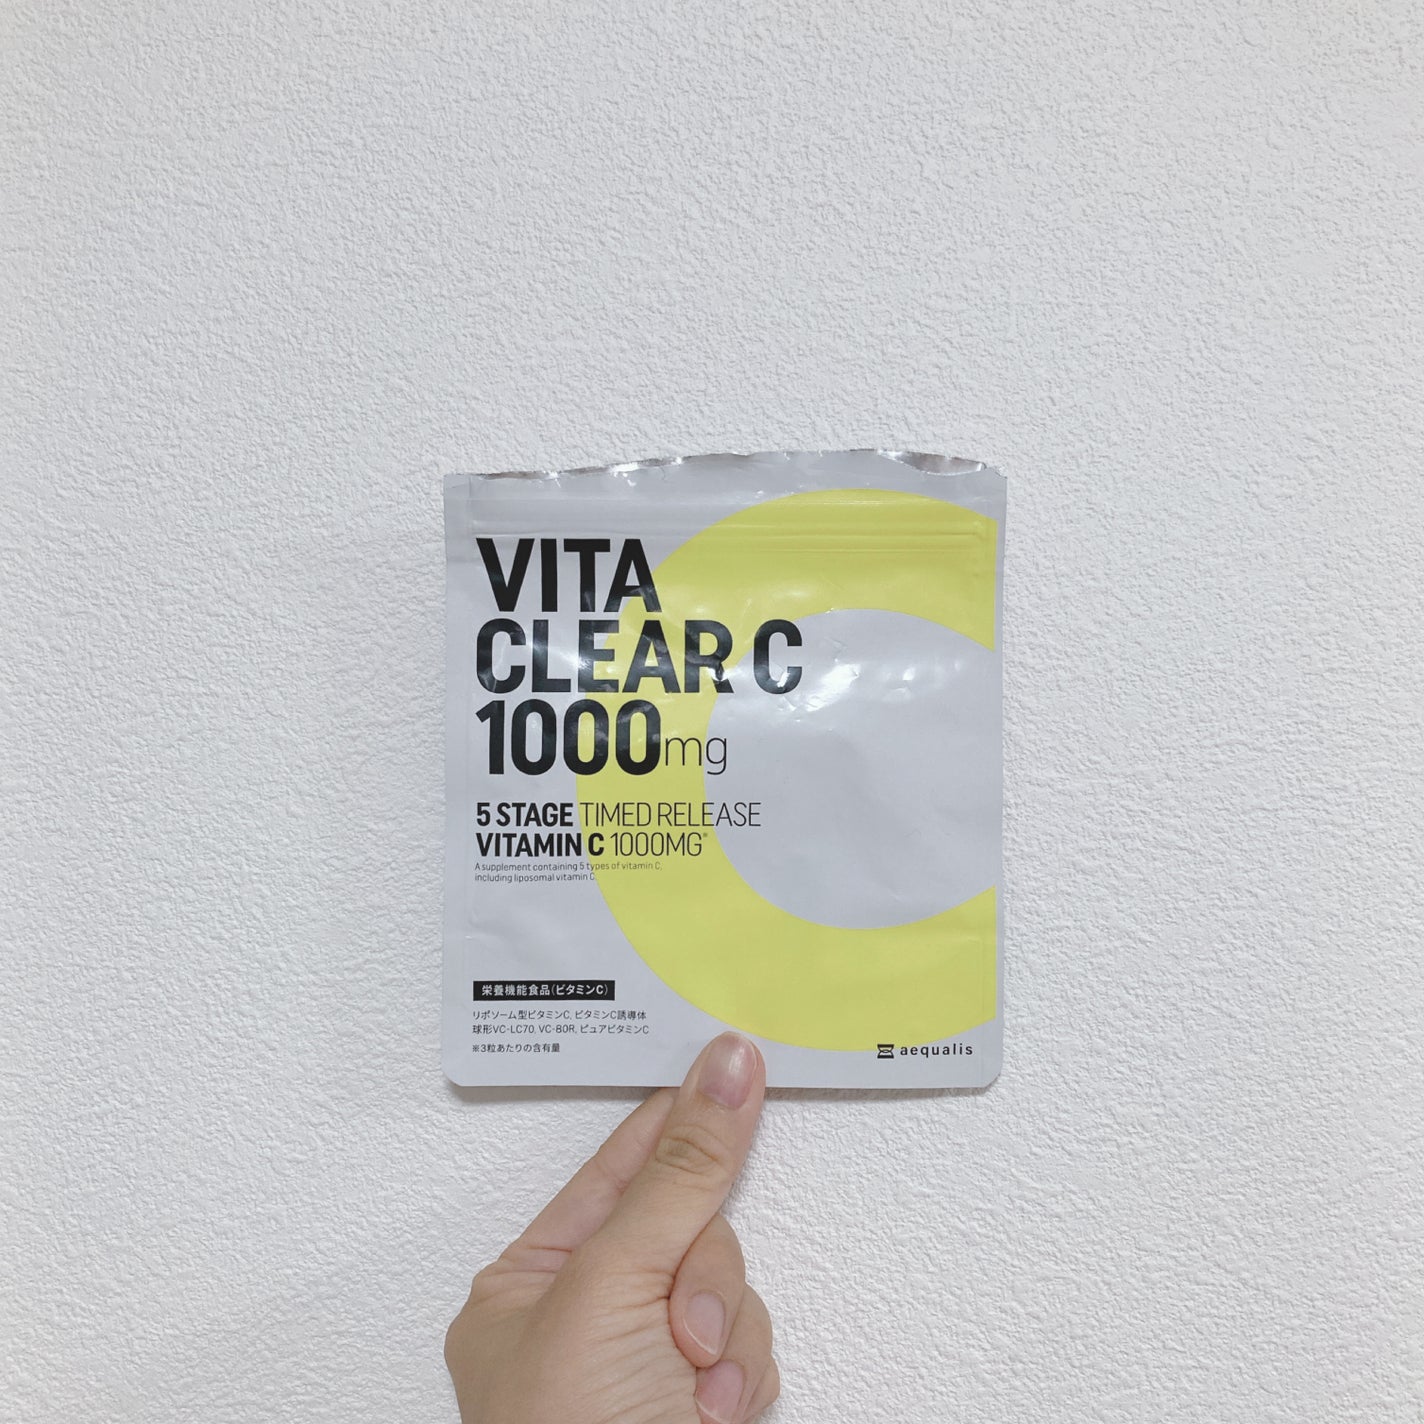 VITA
CLEAR C
1000mg
5 STAGE TIMED RELEASE
VITAMIN C 1000MG※
A supplement containing 5 types of vitamin C,
including liposomal vitamin C.
栄養機能食品(ビタミンC)
リポソーム型ビタミンC, ビタミンC誘導体
球形VC-LC70, VC-80R, ピュアビタミンC
※3粒あたりの含有量
aequalis